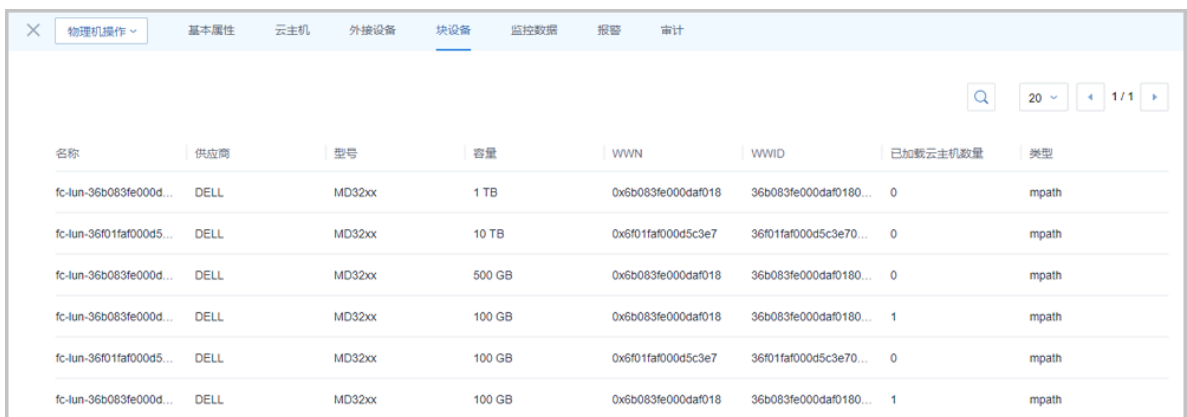 物理机操作 基本属性 云主机 外接设备 块设备 监控数据 报警 审计
20 1 / 1
名称 供应商 型号 容量 WWN WWID 已加载云主机数量 类型
fc-lun-36b083fe000d... DELL MD32xx 1 TB 0x6b083fe000daf018 36b083fe000daf0180... 0 mpath
fc-lun-36f01faf000d5... DELL MD32xx 10 TB 0x6f01faf000d5c3e7 36f01faf000d5c3e70... 0 mpath
fc-lun-36b083fe000d... DELL MD32xx 500 GB 0x6b083fe000daf018 36b083fe000daf0180... 0 mpath
fc-lun-36b083fe000d... DELL MD32xx 100 GB 0x6b083fe000daf018 36b083fe000daf0180... 1 mpath
fc-lun-36f01faf000d5... DELL MD32xx 100 GB 0x6f01faf000d5c3e7 36f01faf000d5c3e70... 0 mpath
fc-lun-36b083fe000d... DELL MD32xx 100 GB 0x6b083fe000daf018 36b083fe000daf0180... 1 mpath